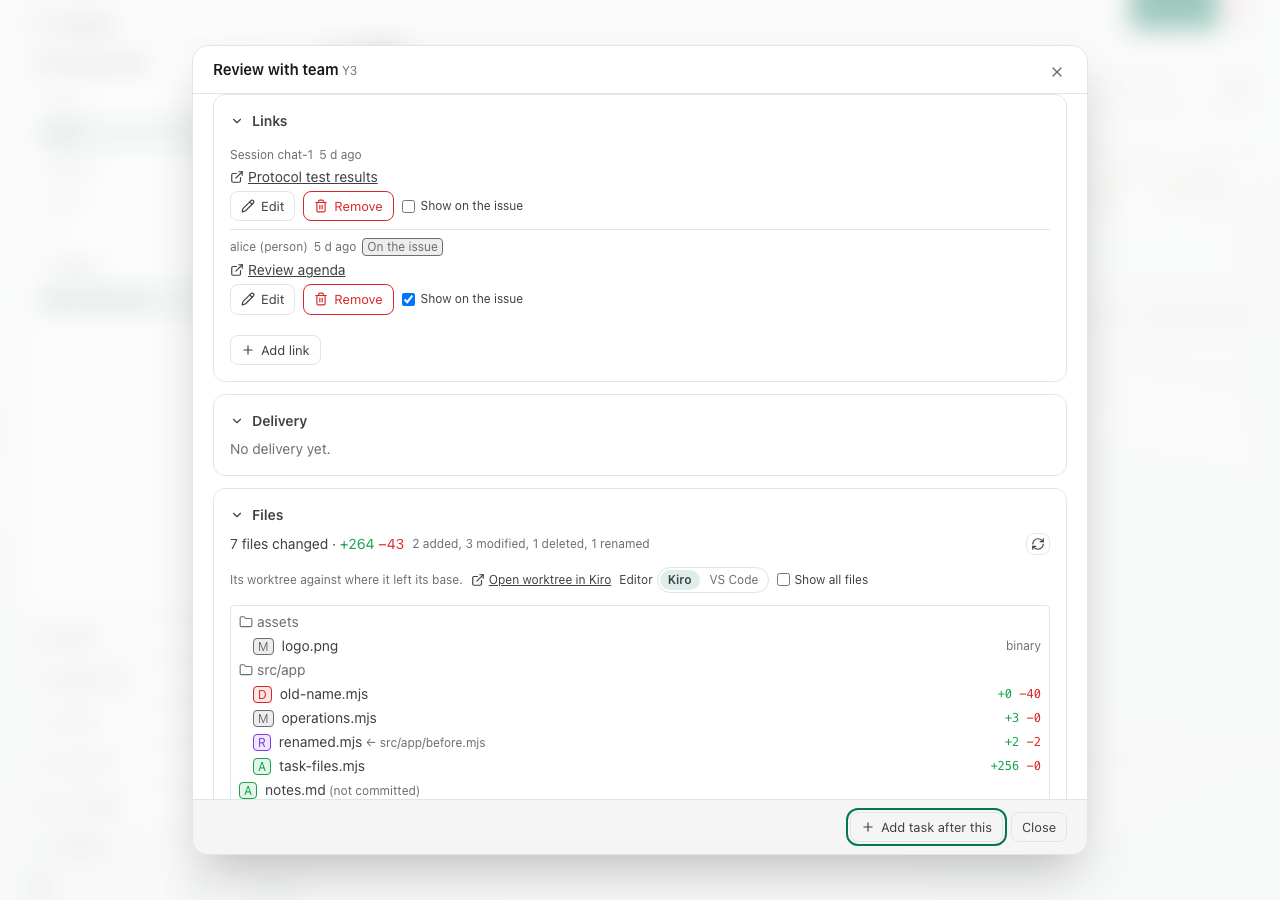 Review with team Y3
Links
Session chat-1 5 d ago
Protocol test results
Edit Remove Show on the issue
alice (person) 5 d ago On the issue
Review agenda
Edit Remove Show on the issue
Add link
Delivery
No delivery yet.
Files
7 files changed · +264 −43 2 added, 3 modified, 1 deleted, 1 renamed
Its worktree against where it left its base. Open worktree in Kiro Editor Kiro VS Code Show all files
assets
M logo.png binary
src/app
D old-name.mjs +0 −40
M operations.mjs +3 −0
R renamed.mjs ← src/app/before.mjs +2 −2
A task-files.mjs +256 −0
A notes.md (not committed)
Add task after this Close